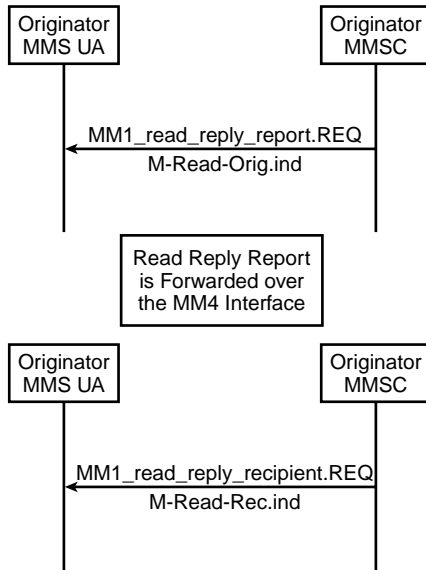 Originator
MMS UA
Originator
MMSC
MM1_read_reply_report.REQ
M-Read-Orig.ind
Read Reply Report
is Forwarded over
the MM4 Interface
Originator
MMS UA
Originator
MMSC
MM1_read_reply_recipient.REQ
M-Read-Rec.ind